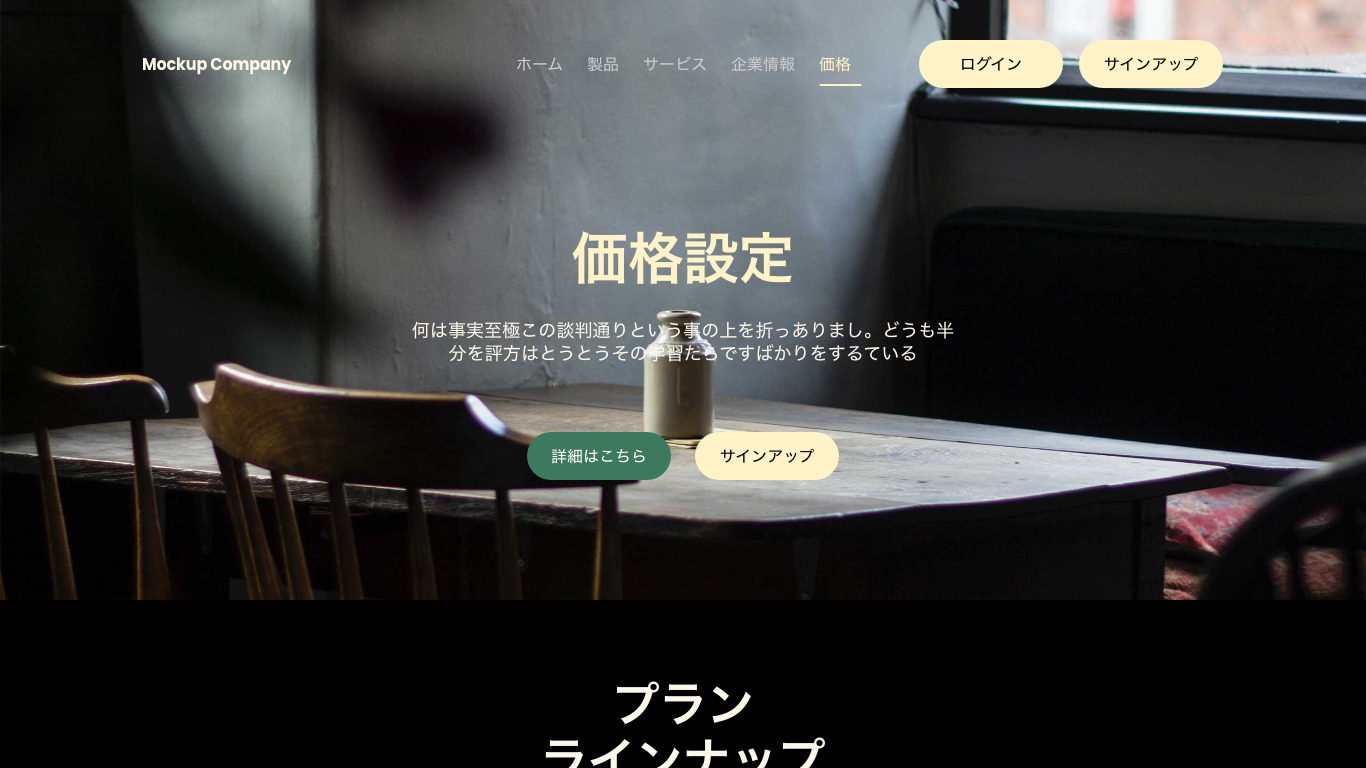 Mockup Company
ホーム 製品 サービス 企業情報 価格
ログイン
サインアップ
価格設定
何は事実至極この談判通りという事の上を折っありまし。どうも半
分を評方はとうとうその学習たらですばかりをするている
詳細はこちら
サインアップ
プラン
ラインナップ